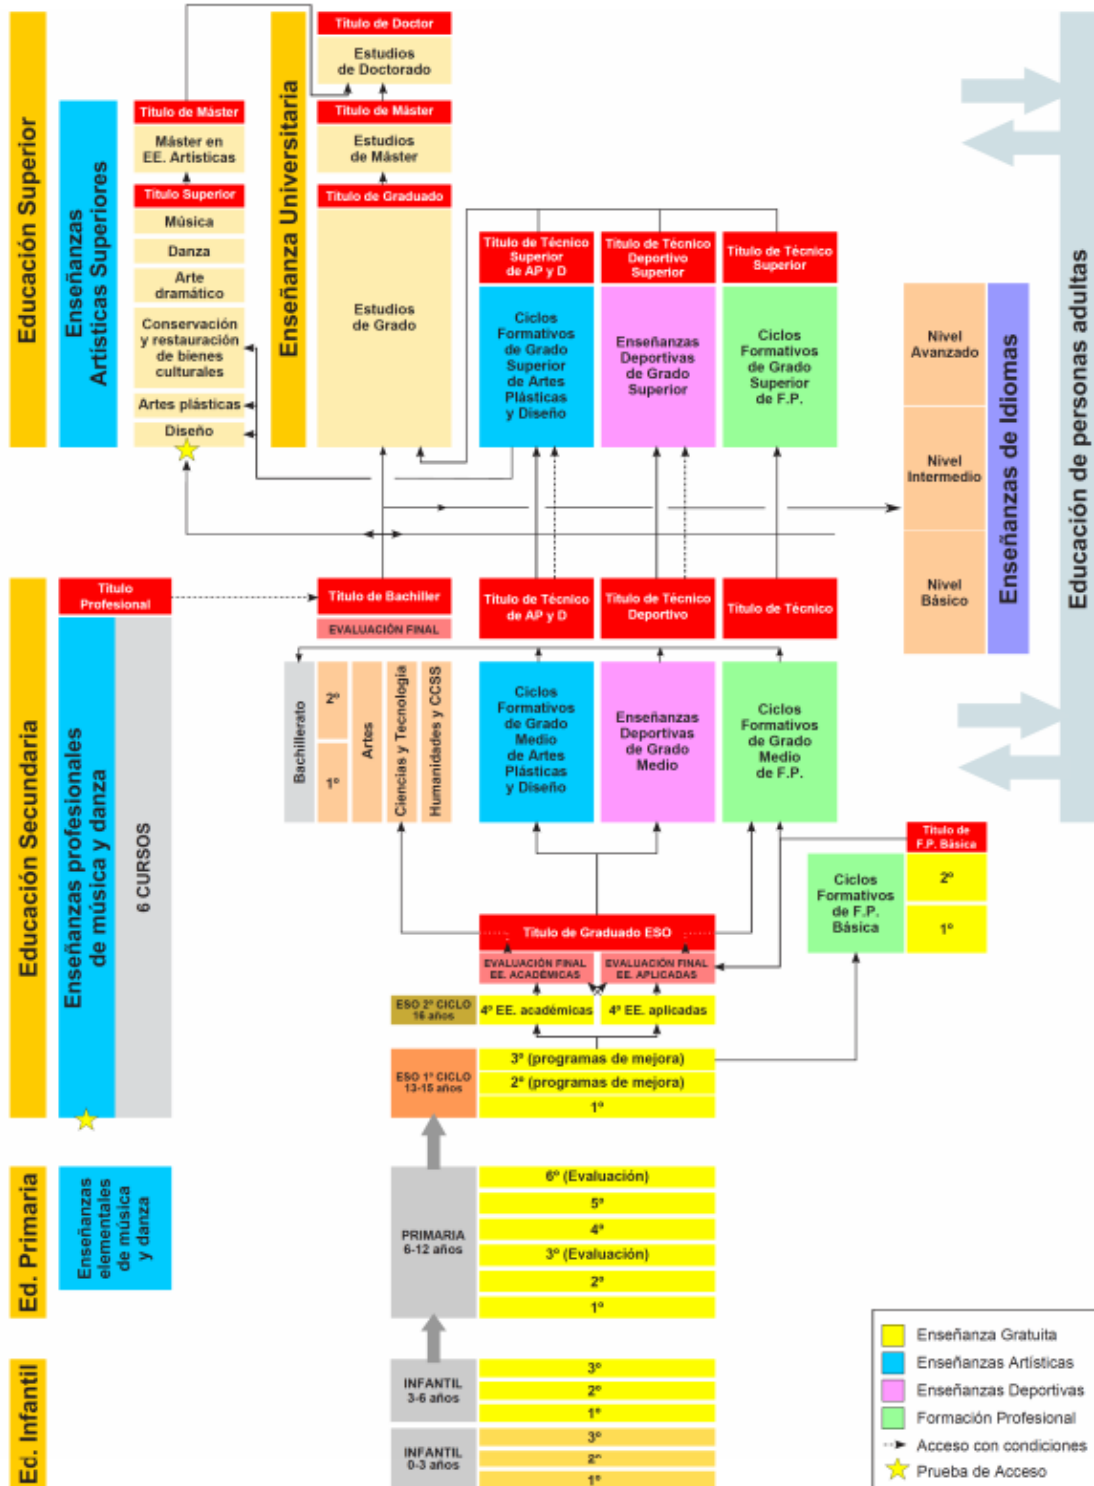 Educación Superior
Enseñanzas
Artísticas Superiores
Título de Máster
Máster en
EE. Artísticas
Título Superior
Música
Danza
Arte
dramático
Conservación
y restauración
de bienes
culturales
Artes plásticas
Diseño
Enseñanza Universitaria
Título de Doctor
Estudios
de Doctorado
Título de Máster
Estudios
de Máster
Título de Graduado
Estudios
de Grado
Título de Técnico
Superior
de AP y D
Ciclos
Formativos
de Grado
Superior
de Artes
Plásticas
y Diseño
Título de Técnico
Deportivo
Superior
Enseñanzas
Deportivas
de Grado
Superior
Título de Técnico
Superior
Ciclos
Formativos
de Grado
Superior
de F.P.
Nivel
Avanzado
Nivel
Intermedio
Nivel
Básico
Enseñanzas de Idiomas
Educación de personas adultas
Educación Secundaria
Título
Profesional
Enseñanzas profesionales
de música y danza
6 CURSOS
Título de Bachiller
EVALUACIÓN FINAL
Bachillerato
2º
1º
Artes
Ciencias y Tecnología
Humanidades y CCSS
Título de Técnico
de AP y D
Ciclos
Formativos
de Grado
Medio
de Artes
Plásticas
y Diseño
Título de Técnico
Deportivo
Enseñanzas
Deportivas
de Grado
Medio
Título de Técnico
Ciclos
Formativos
de Grado
Medio
de F.P.
Título de
F.P. Básica
Ciclos
Formativos
de F.P.
Básica
2º
1º
Título de Graduado ESO
EVALUACIÓN FINAL
EE. ACADÉMICAS
EVALUACIÓN FINAL
EE. APLICADAS
ESO 2º CICLO
16 años
4º EE. académicas
4º EE. aplicadas
ESO 1º CICLO
13-15 años
3º (programas de mejora)
2º (programas de mejora)
1º
Ed. Primaria
Enseñanzas
elementales
de música
y danza
PRIMARIA
6-12 años
6º (Evaluación)
5º
4º
3º (Evaluación)
2º
1º
Ed. Infantil
INFANTIL
3-6 años
3º
2º
1º
INFANTIL
0-3 años
3º
2º
1º
Enseñanza Gratuita
Enseñanzas Artísticas
Enseñanzas Deportivas
Formación Profesional
Acceso con condiciones
Prueba de Acceso